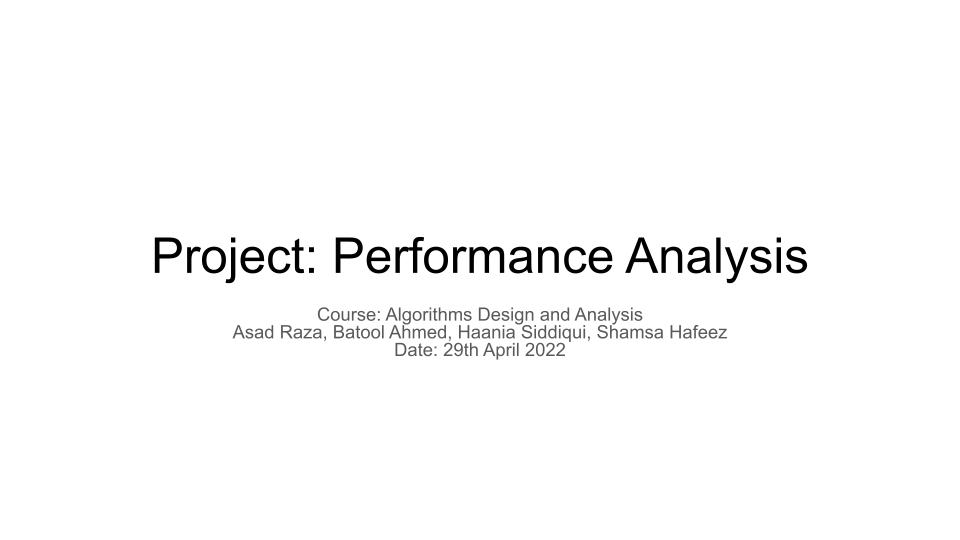 Project: Performance Analysis
Course: Algorithms Design and Analysis
Asad Raza, Batool Ahmed, Haania Siddiqui, Shamsa Hafeez
Date: 29th April 2022